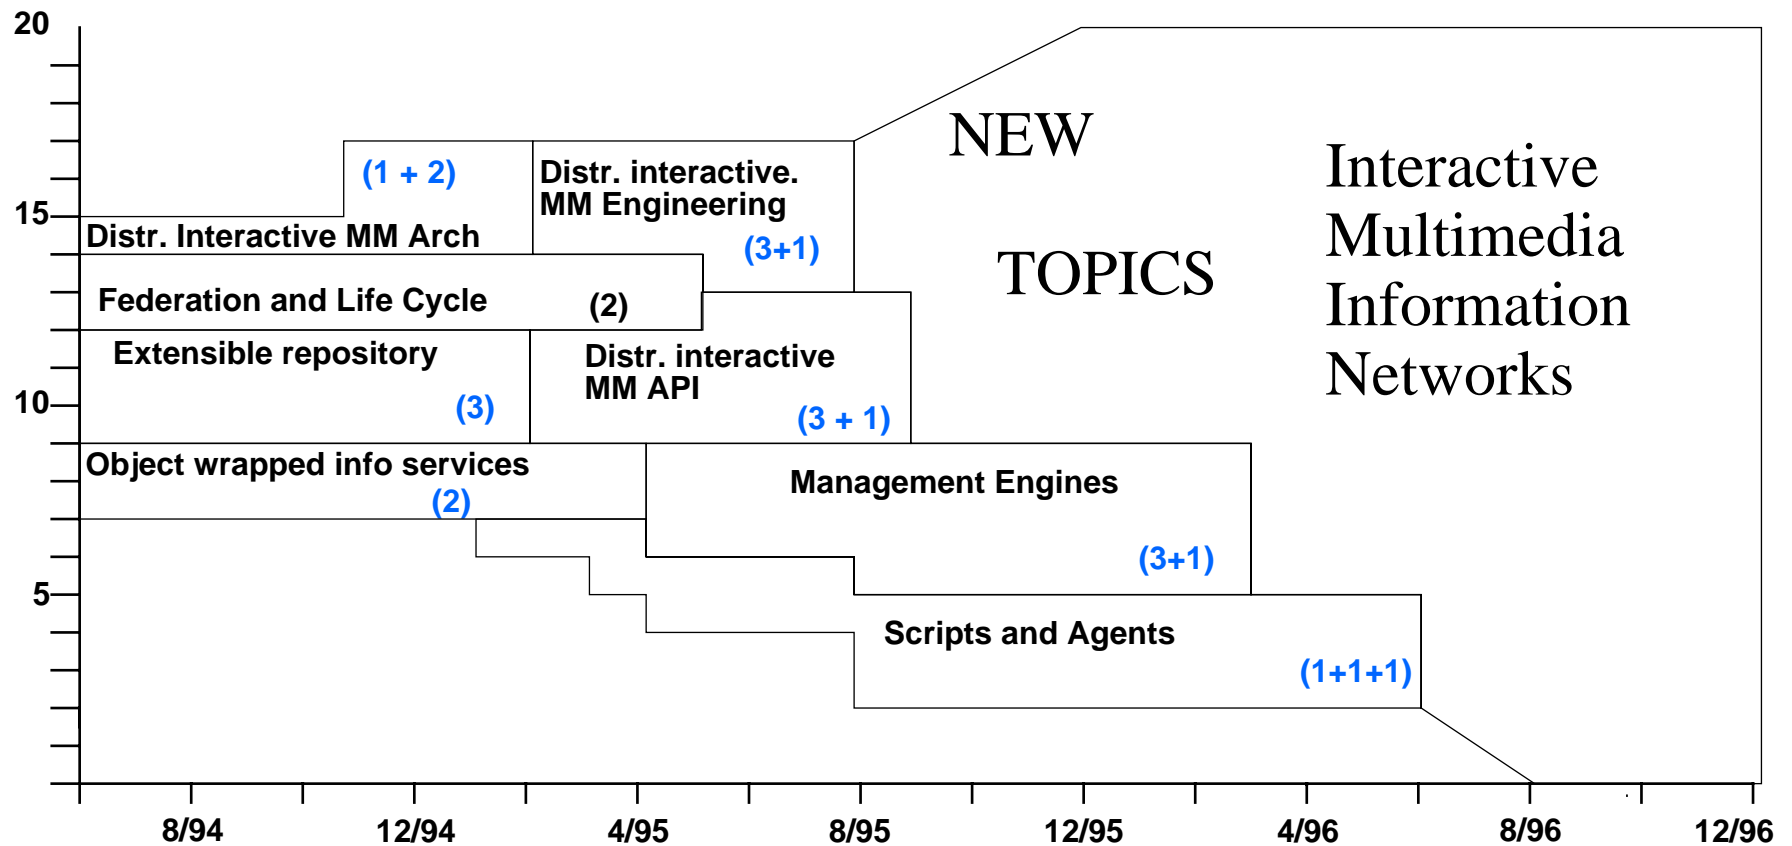 20
15
10
5
(1 + 2)
Distr. Interactive MM Arch
Distr. interactive.
MM Engineering
(3+1)
Federation and Life Cycle
(2)
Extensible repository
(3)
Distr. interactive
MM API
(3 + 1)
Object wrapped info services
(2)
Management Engines
(3+1)
Scripts and Agents
(1+1+1)
NEW
TOPICS
Interactive
Multimedia
Information
Networks
8/94
12/94
4/95
8/95
12/95
4/96
8/96
12/96